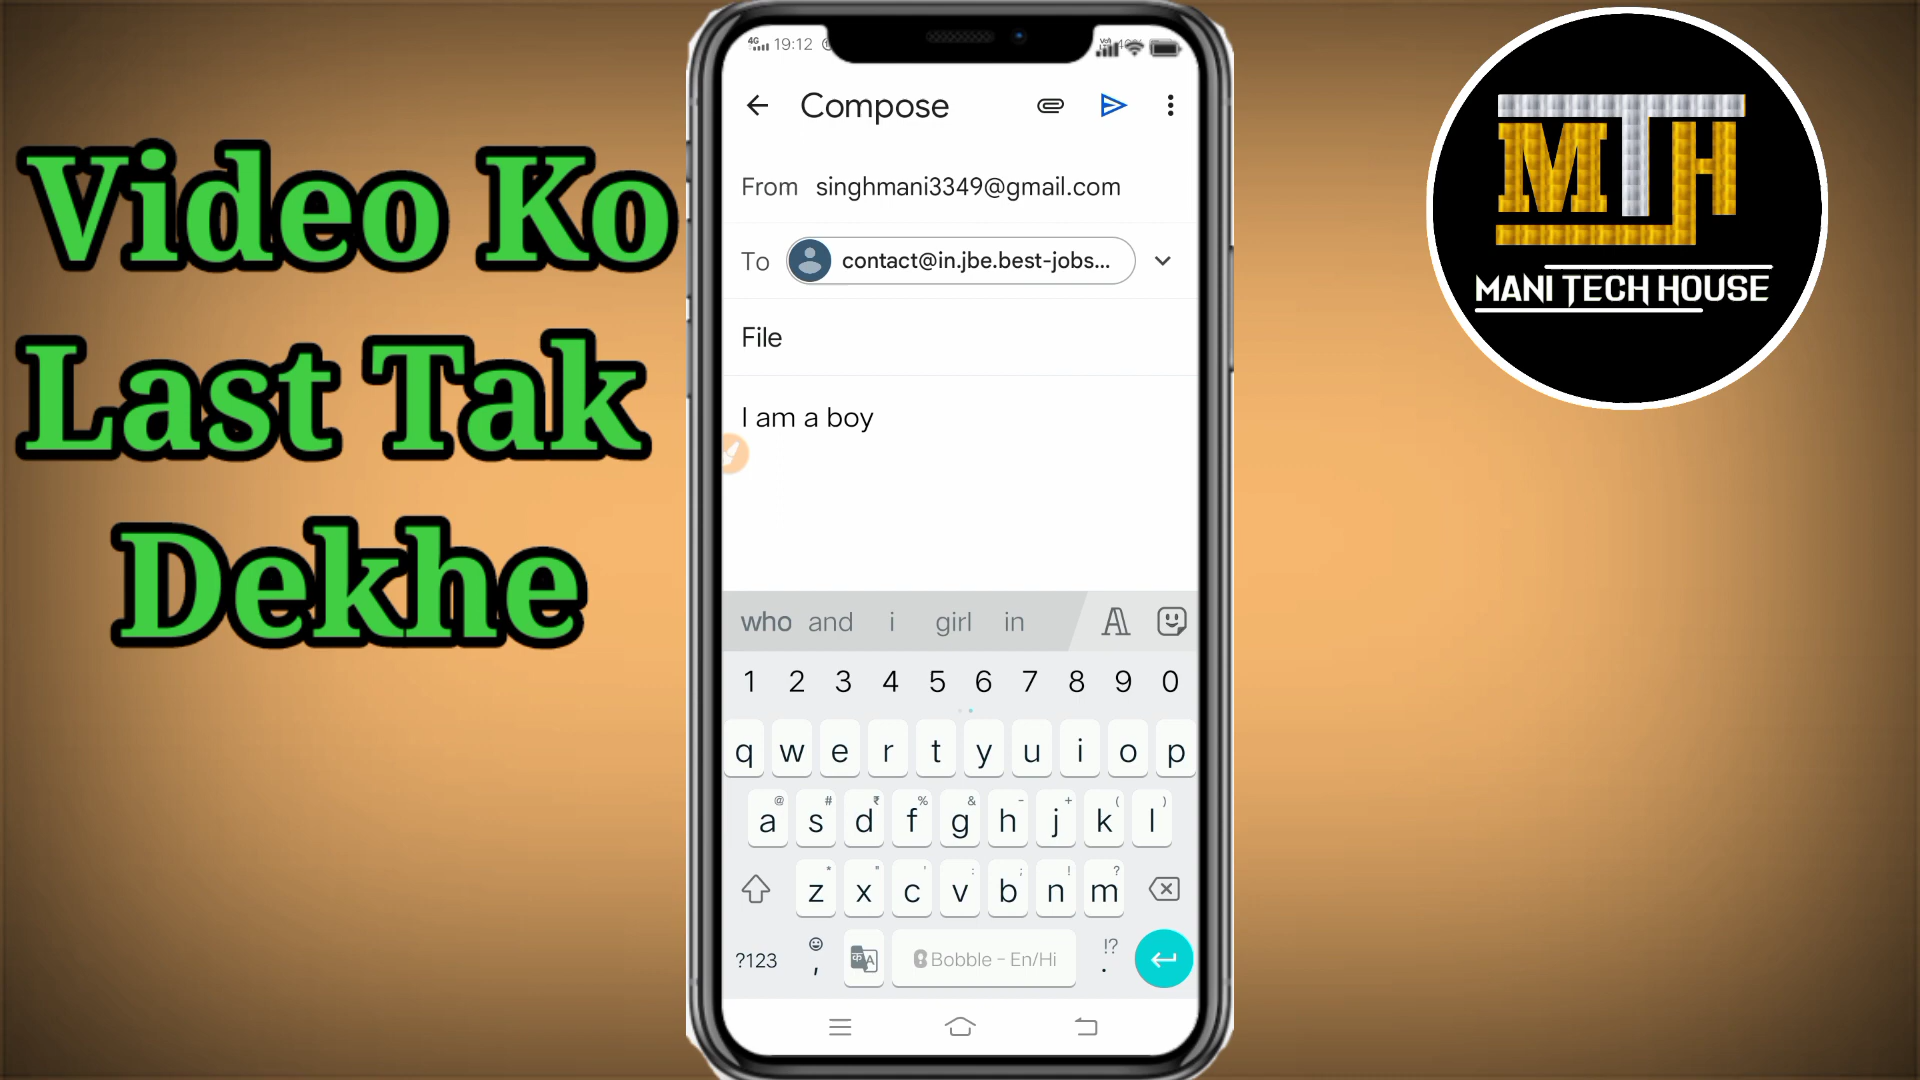 Video Ko
Last Tak
Dekhe
4G 19:12
Compose
From singhmani3349@gmail.com
To contact@in.jbe.best-jobs...
File
I am a boy
who and i girl in
1 2 3 4 5 6 7 8 9 0
q w e r t y u i o p
@ # ₹ % & - + ( )
a s d f g h j k l
* " ' : ; ! ?
z x c v b n m
?123 , Bobble - En/Hi !? .
MTH
MANI TECH HOUSE